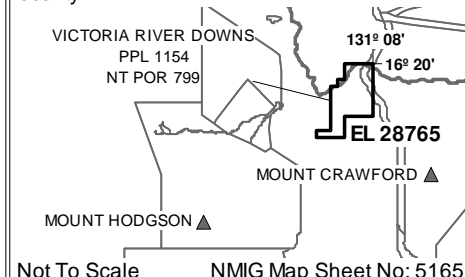 VICTORIA RIVER DOWNS
PPL 1154
NT POR 799
131º 08'
16º 20'
EL 28765
MOUNT CRAWFORD
MOUNT HODGSON
Not To Scale
NMIG Map Sheet No: 5165